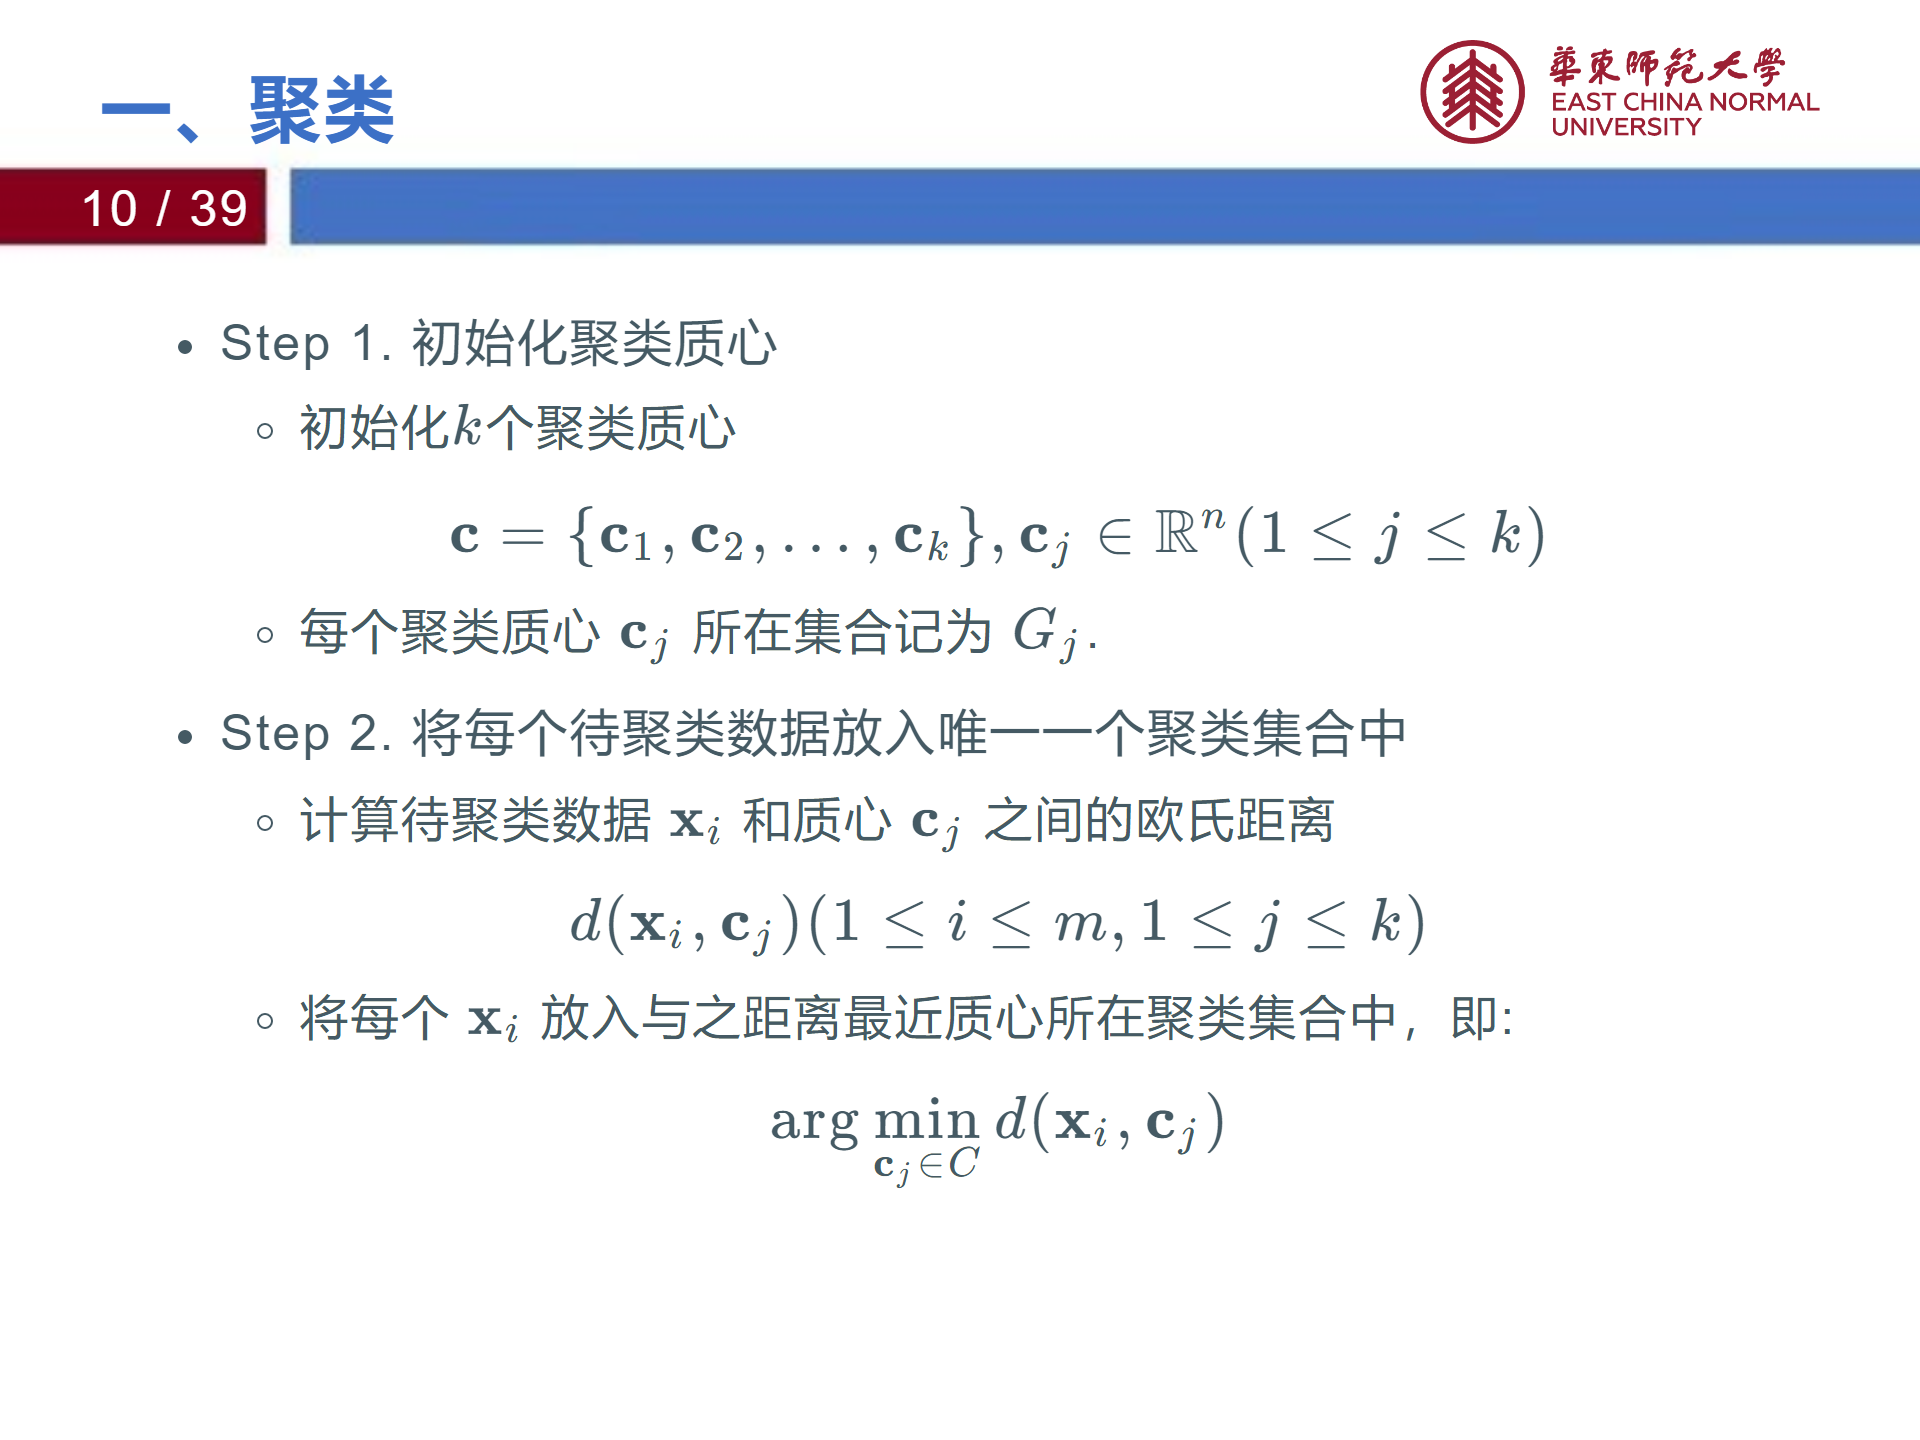 一、聚类
華東師範大學
EAST CHINA NORMAL
UNIVERSITY
10 / 39
• Step 1. 初始化聚类质心
◦ 初始化k个聚类质心
𝐜 = {𝐜₁, 𝐜₂, . . . , 𝐜ₖ}, 𝐜ⱼ ∈ ℝⁿ(1 ≤ j ≤ k)
◦ 每个聚类质心 𝐜ⱼ 所在集合记为 Gⱼ.
• Step 2. 将每个待聚类数据放入唯一一个聚类集合中
◦ 计算待聚类数据 𝐱ᵢ 和质心 𝐜ⱼ 之间的欧氏距离
d(𝐱ᵢ, 𝐜ⱼ)(1 ≤ i ≤ m, 1 ≤ j ≤ k)
◦ 将每个 𝐱ᵢ 放入与之距离最近质心所在聚类集合中，即:
arg min d(𝐱ᵢ, 𝐜ⱼ)
𝐜ⱼ∈C